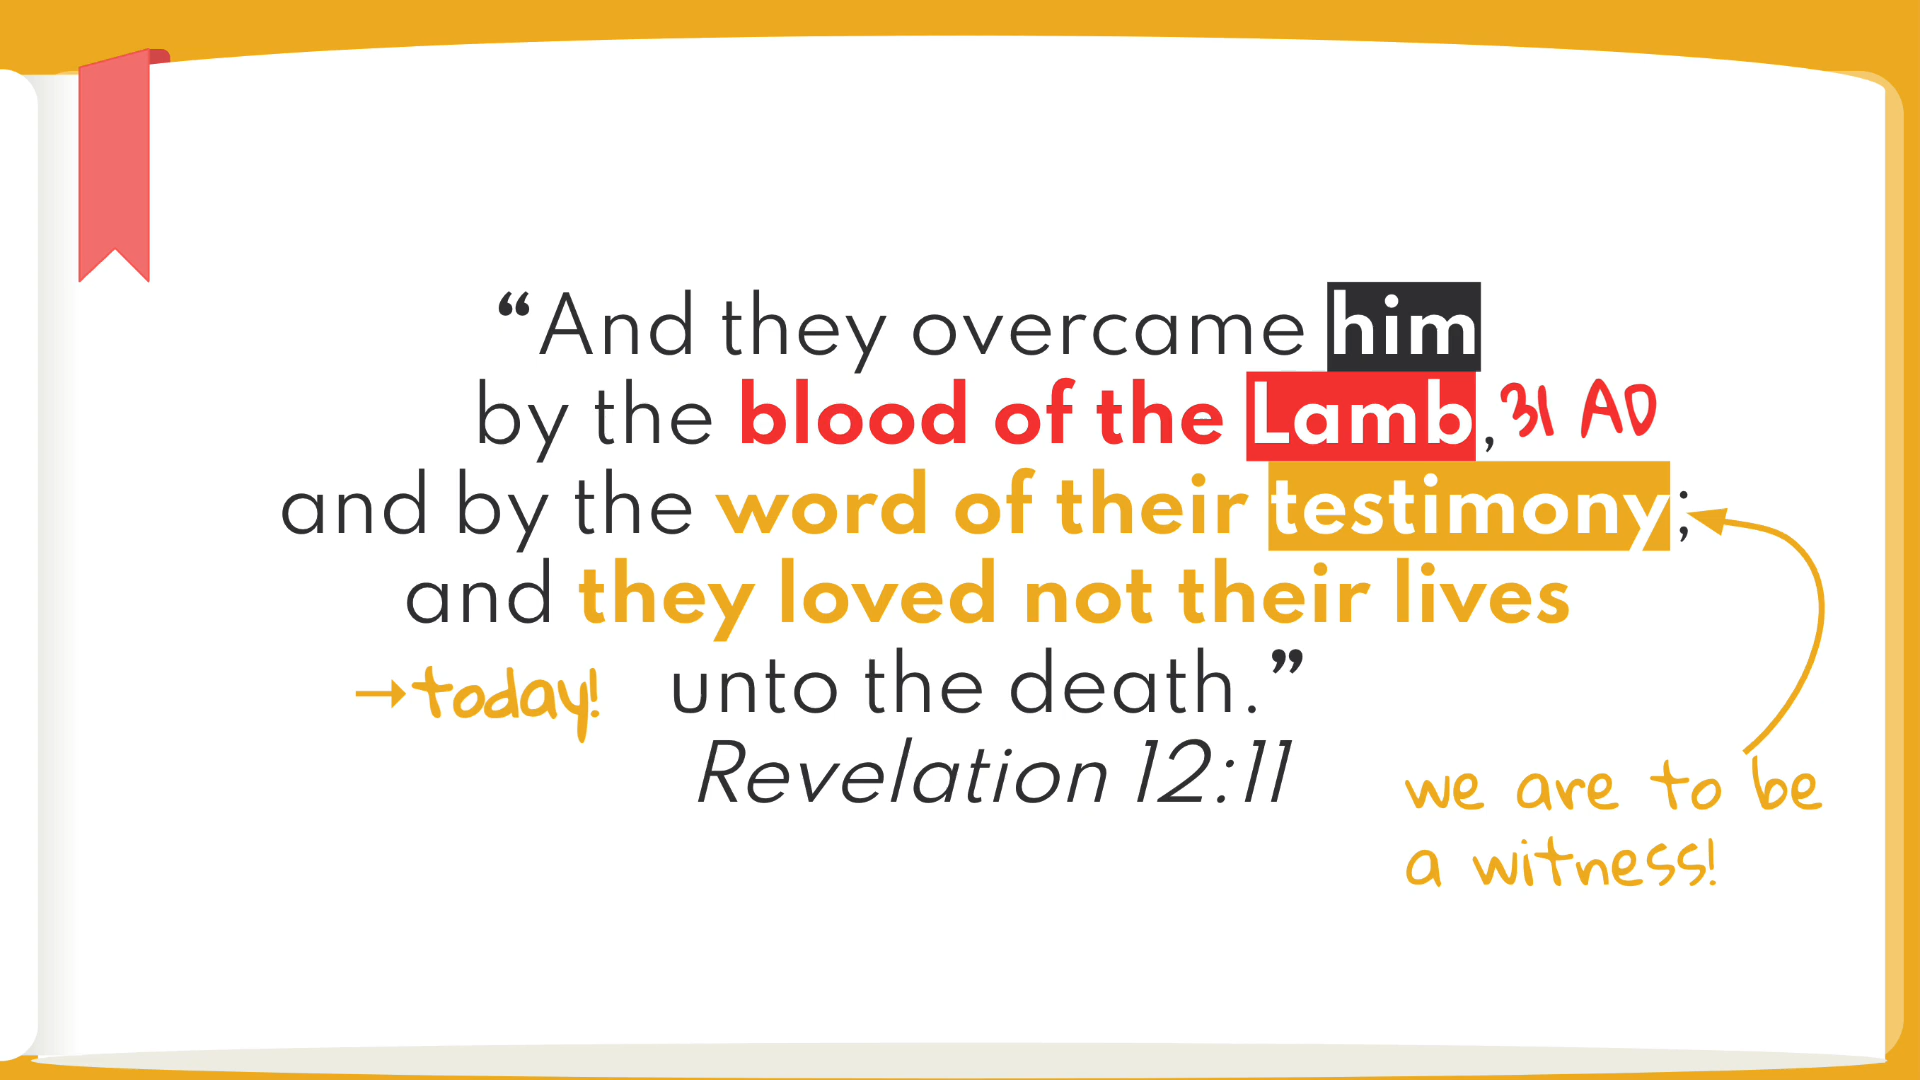 “And they overcame him
by the blood of the Lamb, 31 AD
and by the word of their testimony;
and they loved not their lives
→today! unto the death.”
Revelation 12:11
we are to be
a witness!